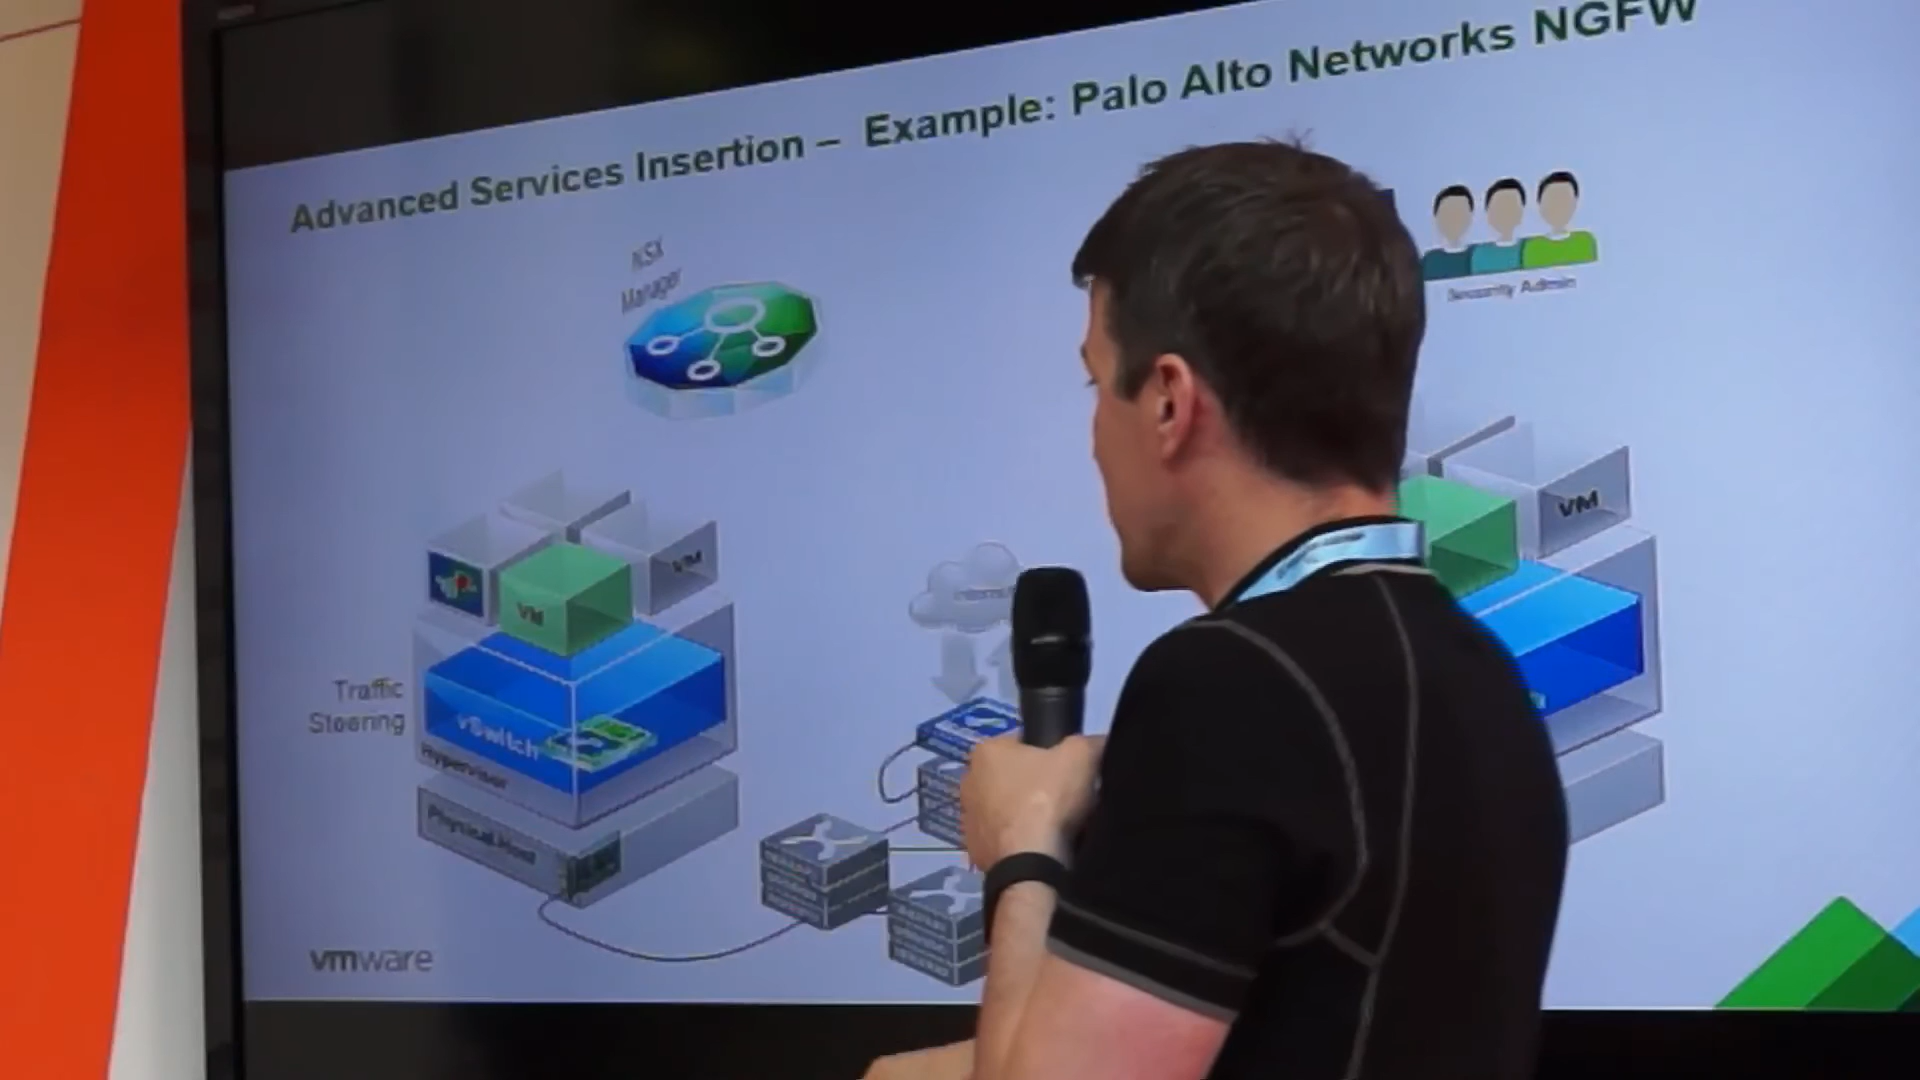 Advanced Services Insertion – Example: Palo Alto Networks NGFW
NSX
Manager
Security Admin
VM
VM
VM
Traffic
Steering
vSwitch
Hypervisor
Physical Host
vmware